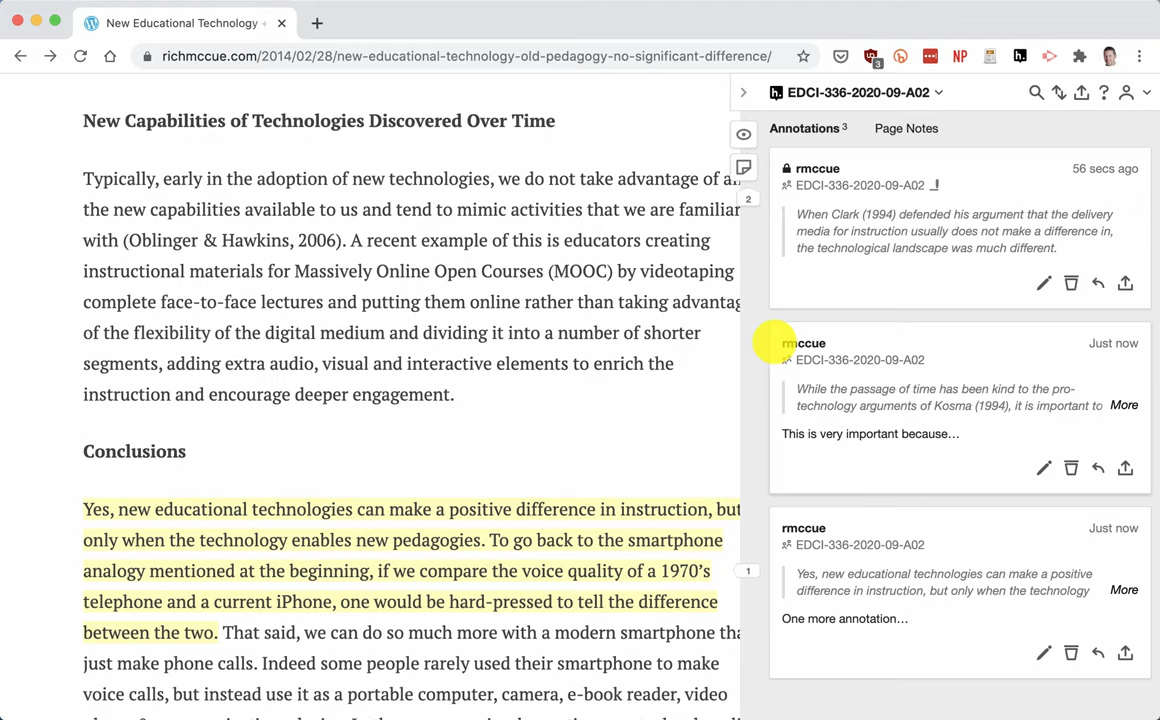 New Educational Technology
richmccue.com/2014/02/28/new-educational-technology-old-pedagogy-no-significant-difference/
3
NP
h.
New Capabilities of Technologies Discovered Over Time
Typically, early in the adoption of new technologies, we do not take advantage of
the new capabilities available to us and tend to mimic activities that we are familiar
with (Oblinger & Hawkins, 2006). A recent example of this is educators creating
instructional materials for Massively Online Open Courses (MOOC) by videotaping
complete face-to-face lectures and putting them online rather than taking advantag
of the flexibility of the digital medium and dividing it into a number of shorter
segments, adding extra audio, visual and interactive elements to enrich the
instruction and encourage deeper engagement.
Conclusions
Yes, new educational technologies can make a positive difference in instruction, but
only when the technology enables new pedagogies. To go back to the smartphone
analogy mentioned at the beginning, if we compare the voice quality of a 1970’s
telephone and a current iPhone, one would be hard-pressed to tell the difference
between the two. That said, we can do so much more with a modern smartphone tha
just make phone calls. Indeed some people rarely used their smartphone to make
voice calls, but instead use it as a portable computer, camera, e-book reader, video
2
1
h. EDCI-336-2020-09-A02
Annotations 3 Page Notes
rmccue 56 secs ago
EDCI-336-2020-09-A02
When Clark (1994) defended his argument that the delivery
media for instruction usually does not make a difference in,
the technological landscape was much different.
rmccue Just now
EDCI-336-2020-09-A02
While the passage of time has been kind to the pro-
technology arguments of Kosma (1994), it is important to More
This is very important because…
rmccue Just now
EDCI-336-2020-09-A02
Yes, new educational technologies can make a positive
difference in instruction, but only when the technology More
One more annotation…